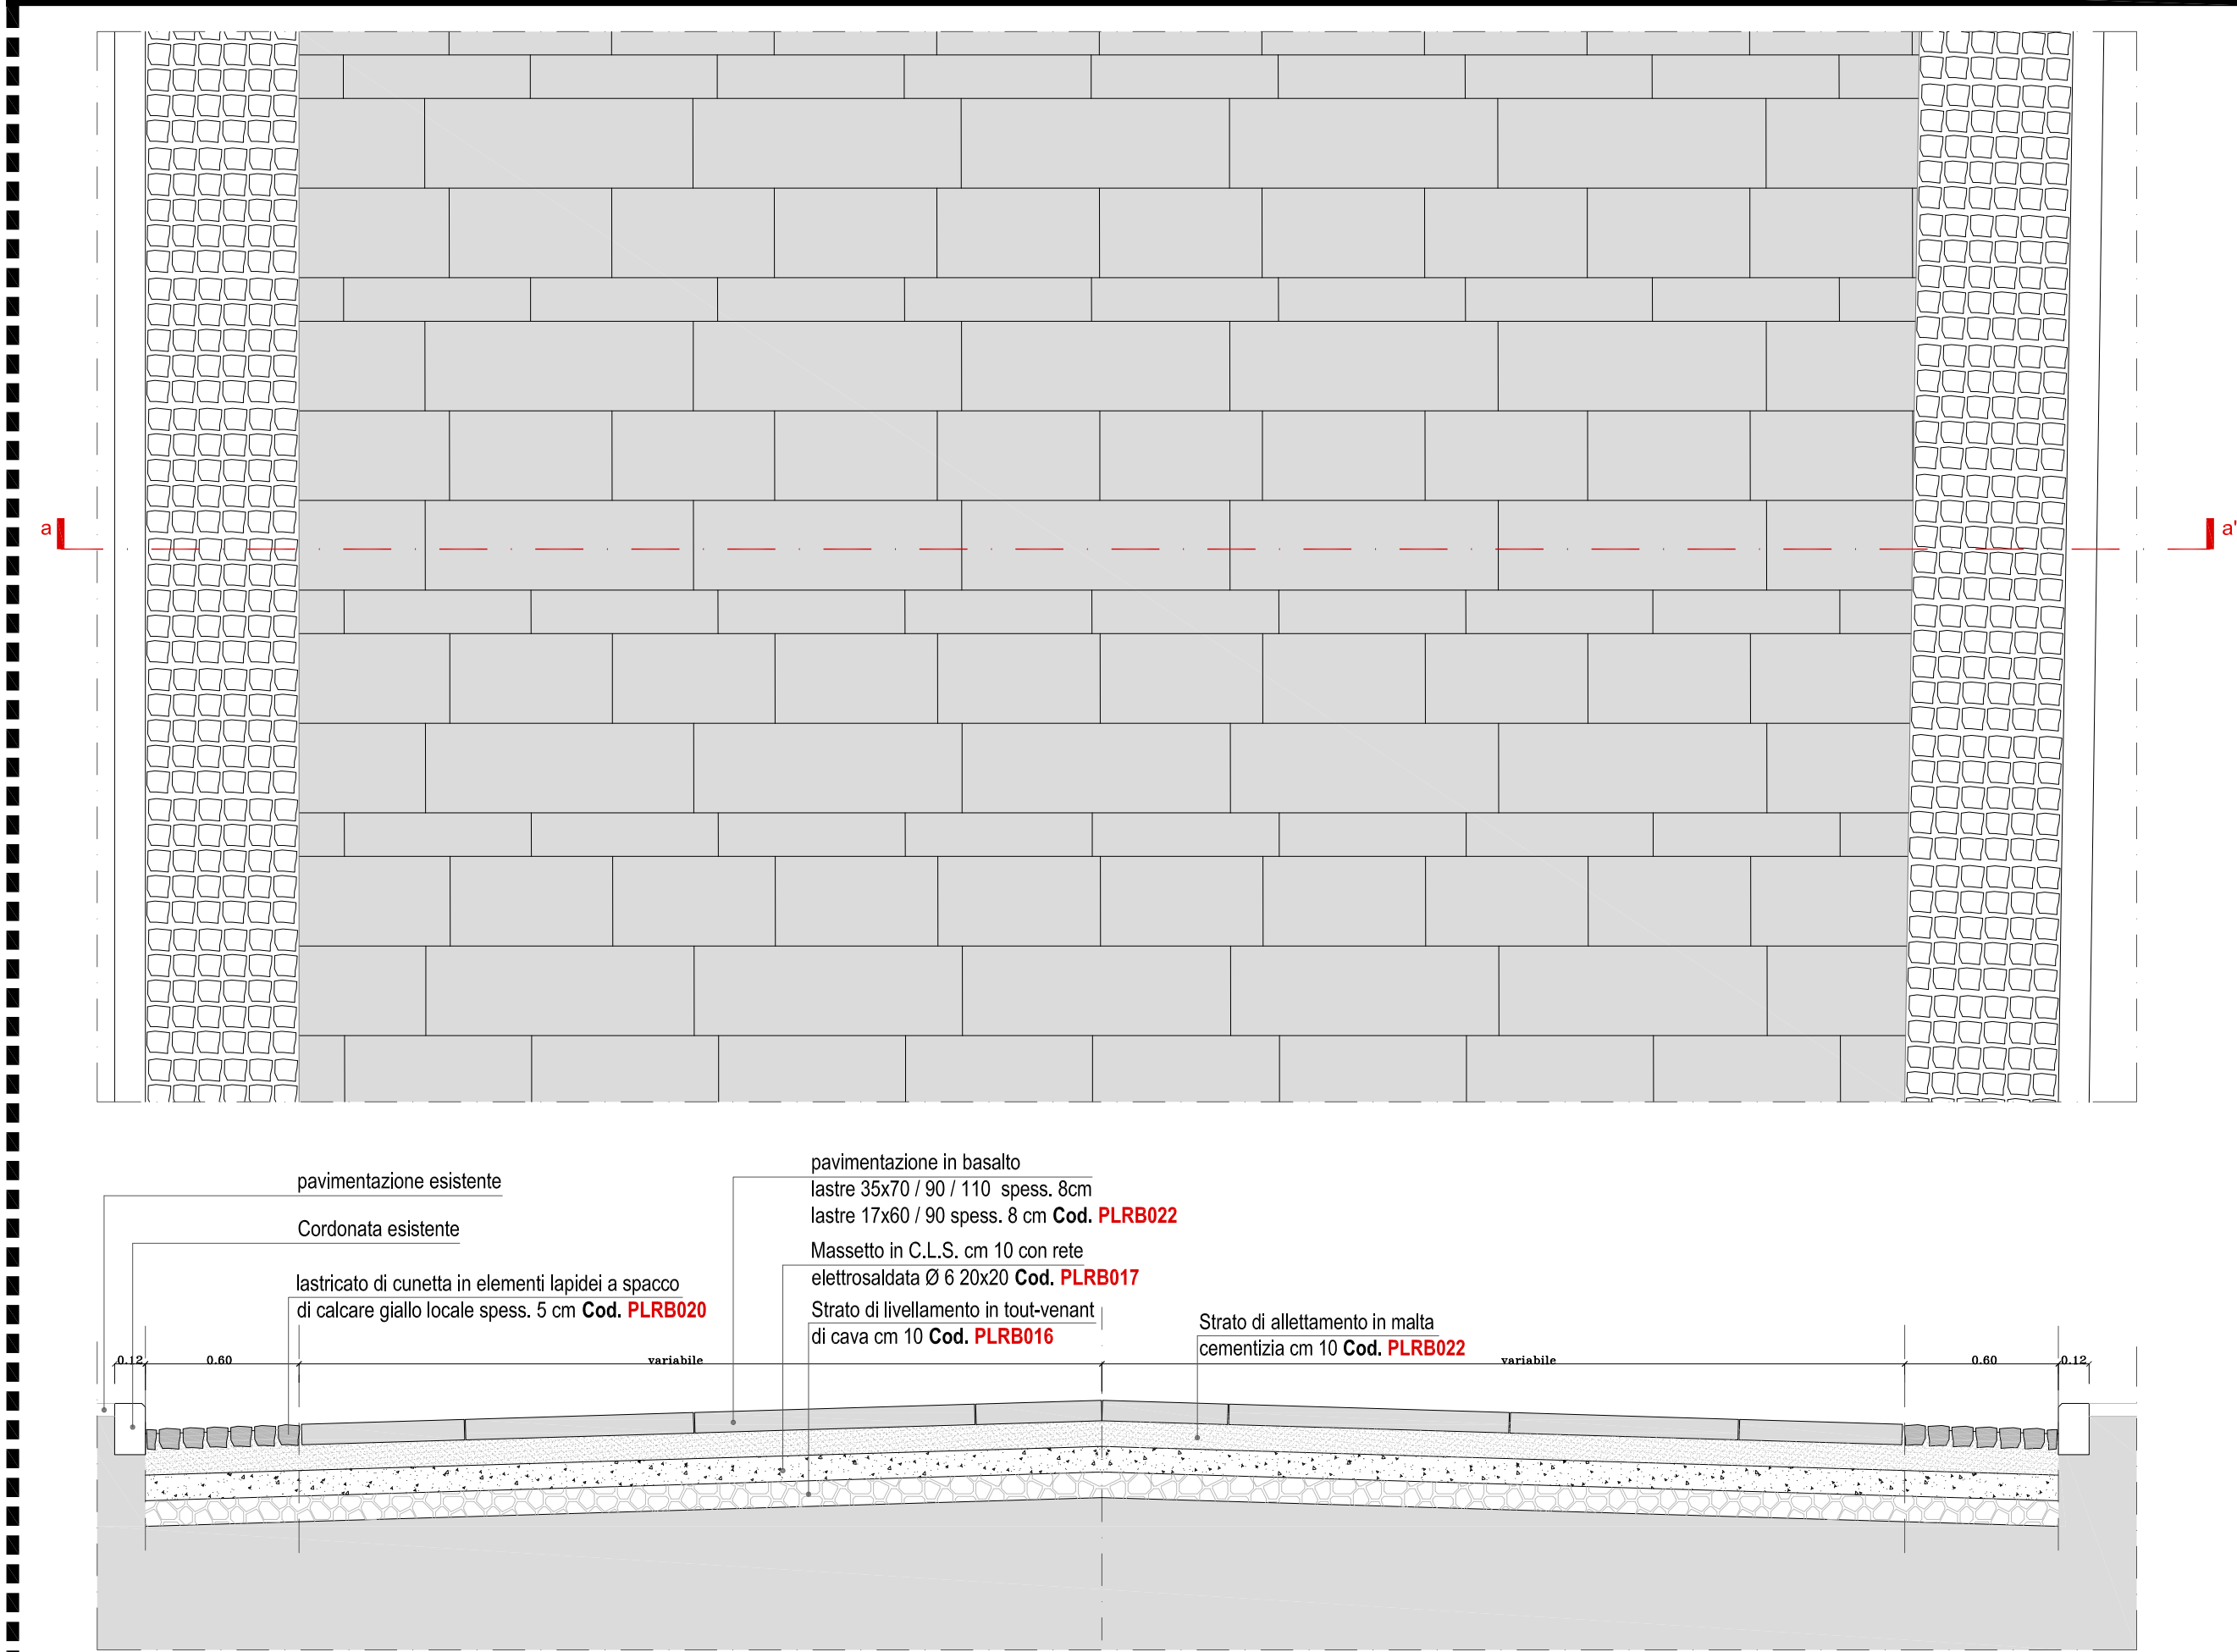 a
a'
pavimentazione esistente
Cordonata esistente
lastricato di cunetta in elementi lapidei a spacco
di calcare giallo locale spess. 5 cm Cod. PLRB020
pavimentazione in basalto
lastre 35x70 / 90 / 110 spess. 8cm
lastre 17x60 / 90 spess. 8 cm Cod. PLRB022
Massetto in C.L.S. cm 10 con rete
elettrosaldata Ø 6 20x20 Cod. PLRB017
Strato di livellamento in tout-venant
di cava cm 10 Cod. PLRB016
Strato di allettamento in malta
cementizia cm 10 Cod. PLRB022
0.12
0.60
variabile
variabile
0.60
0.12